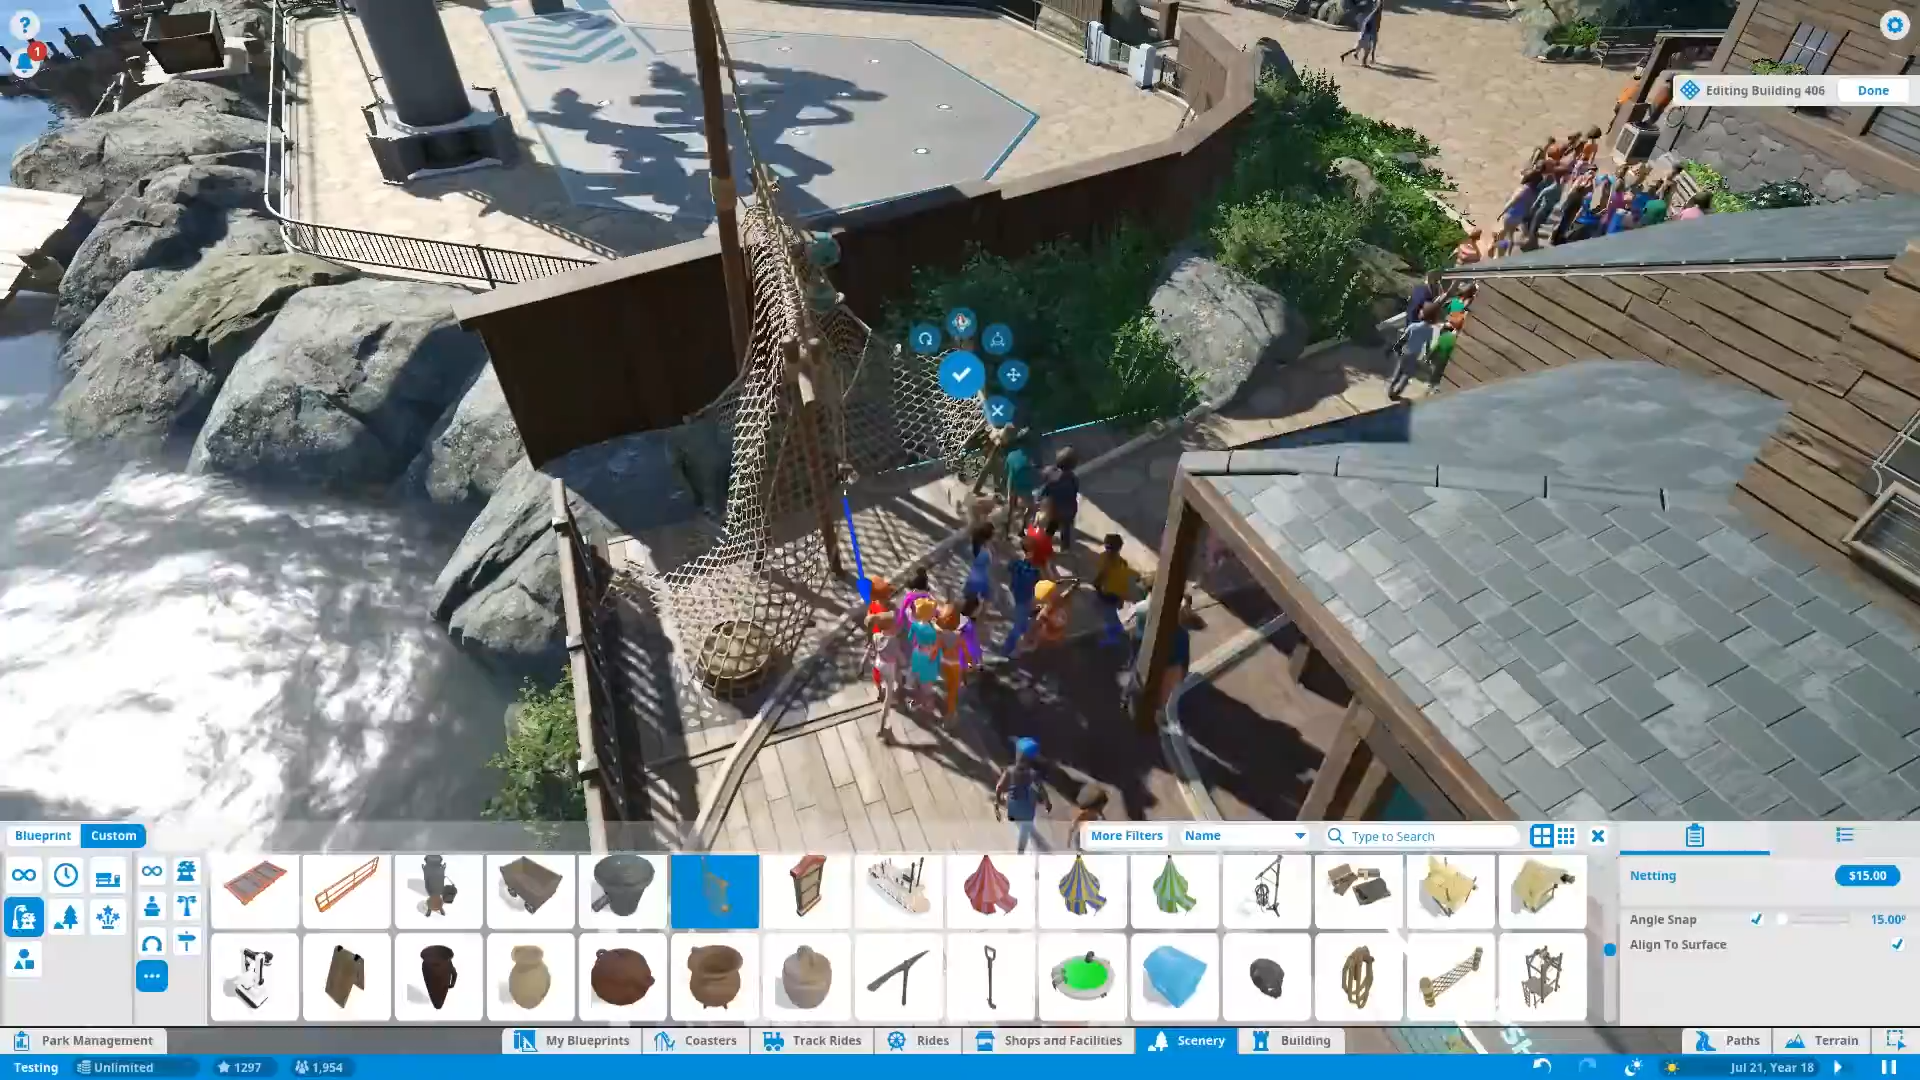 ?
1
Editing Building 406
Done
Blueprint
Custom
More Filters
Name
Type to Search
Netting
$15.00
Angle Snap
15.00°
Align To Surface
Park Management
My Blueprints
Coasters
Track Rides
Rides
Shops and Facilities
Scenery
Building
Paths
Terrain
Testing
Unlimited
1297
1,954
Jul 21, Year 18